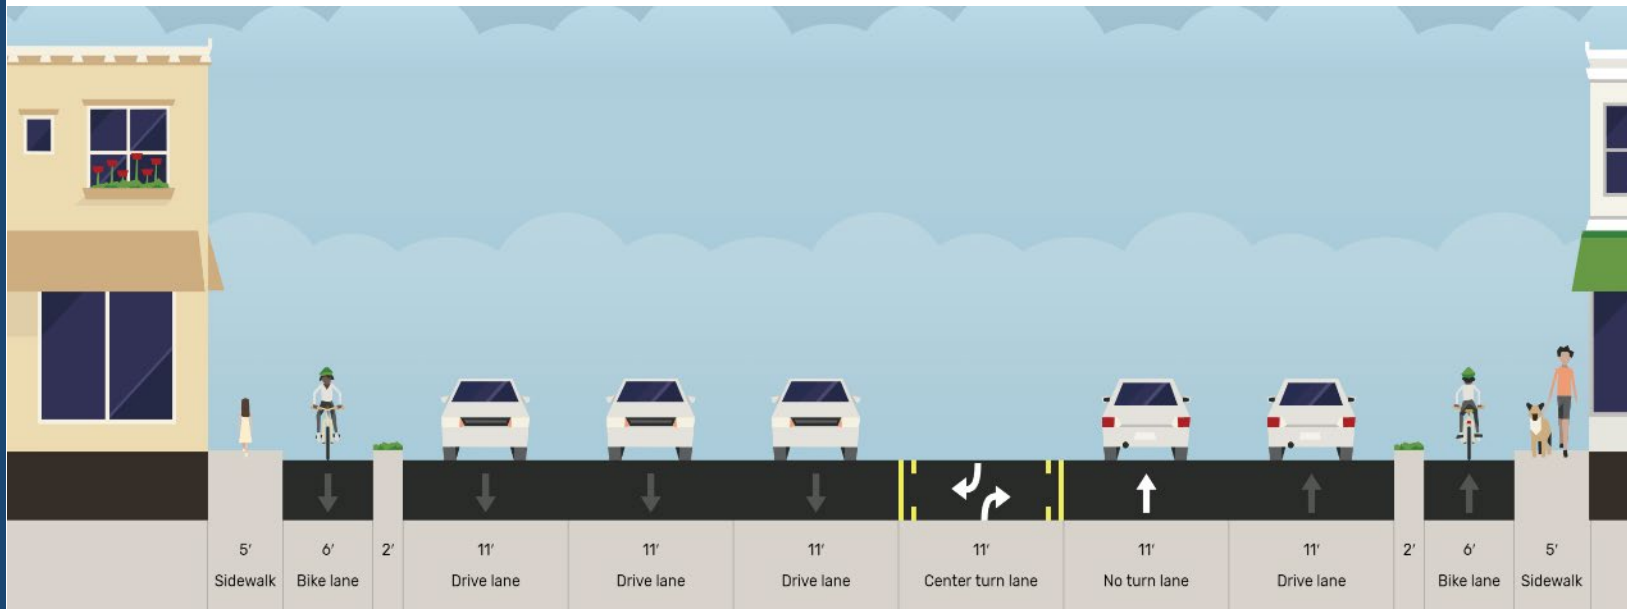 5′ 6′ 2′ 11′ 11′ 11′ 11′ 11′ 11′ 2′ 6′ 5′
Sidewalk Bike lane Drive lane Drive lane Drive lane Center turn lane No turn lane Drive lane Bike lane Sidewalk